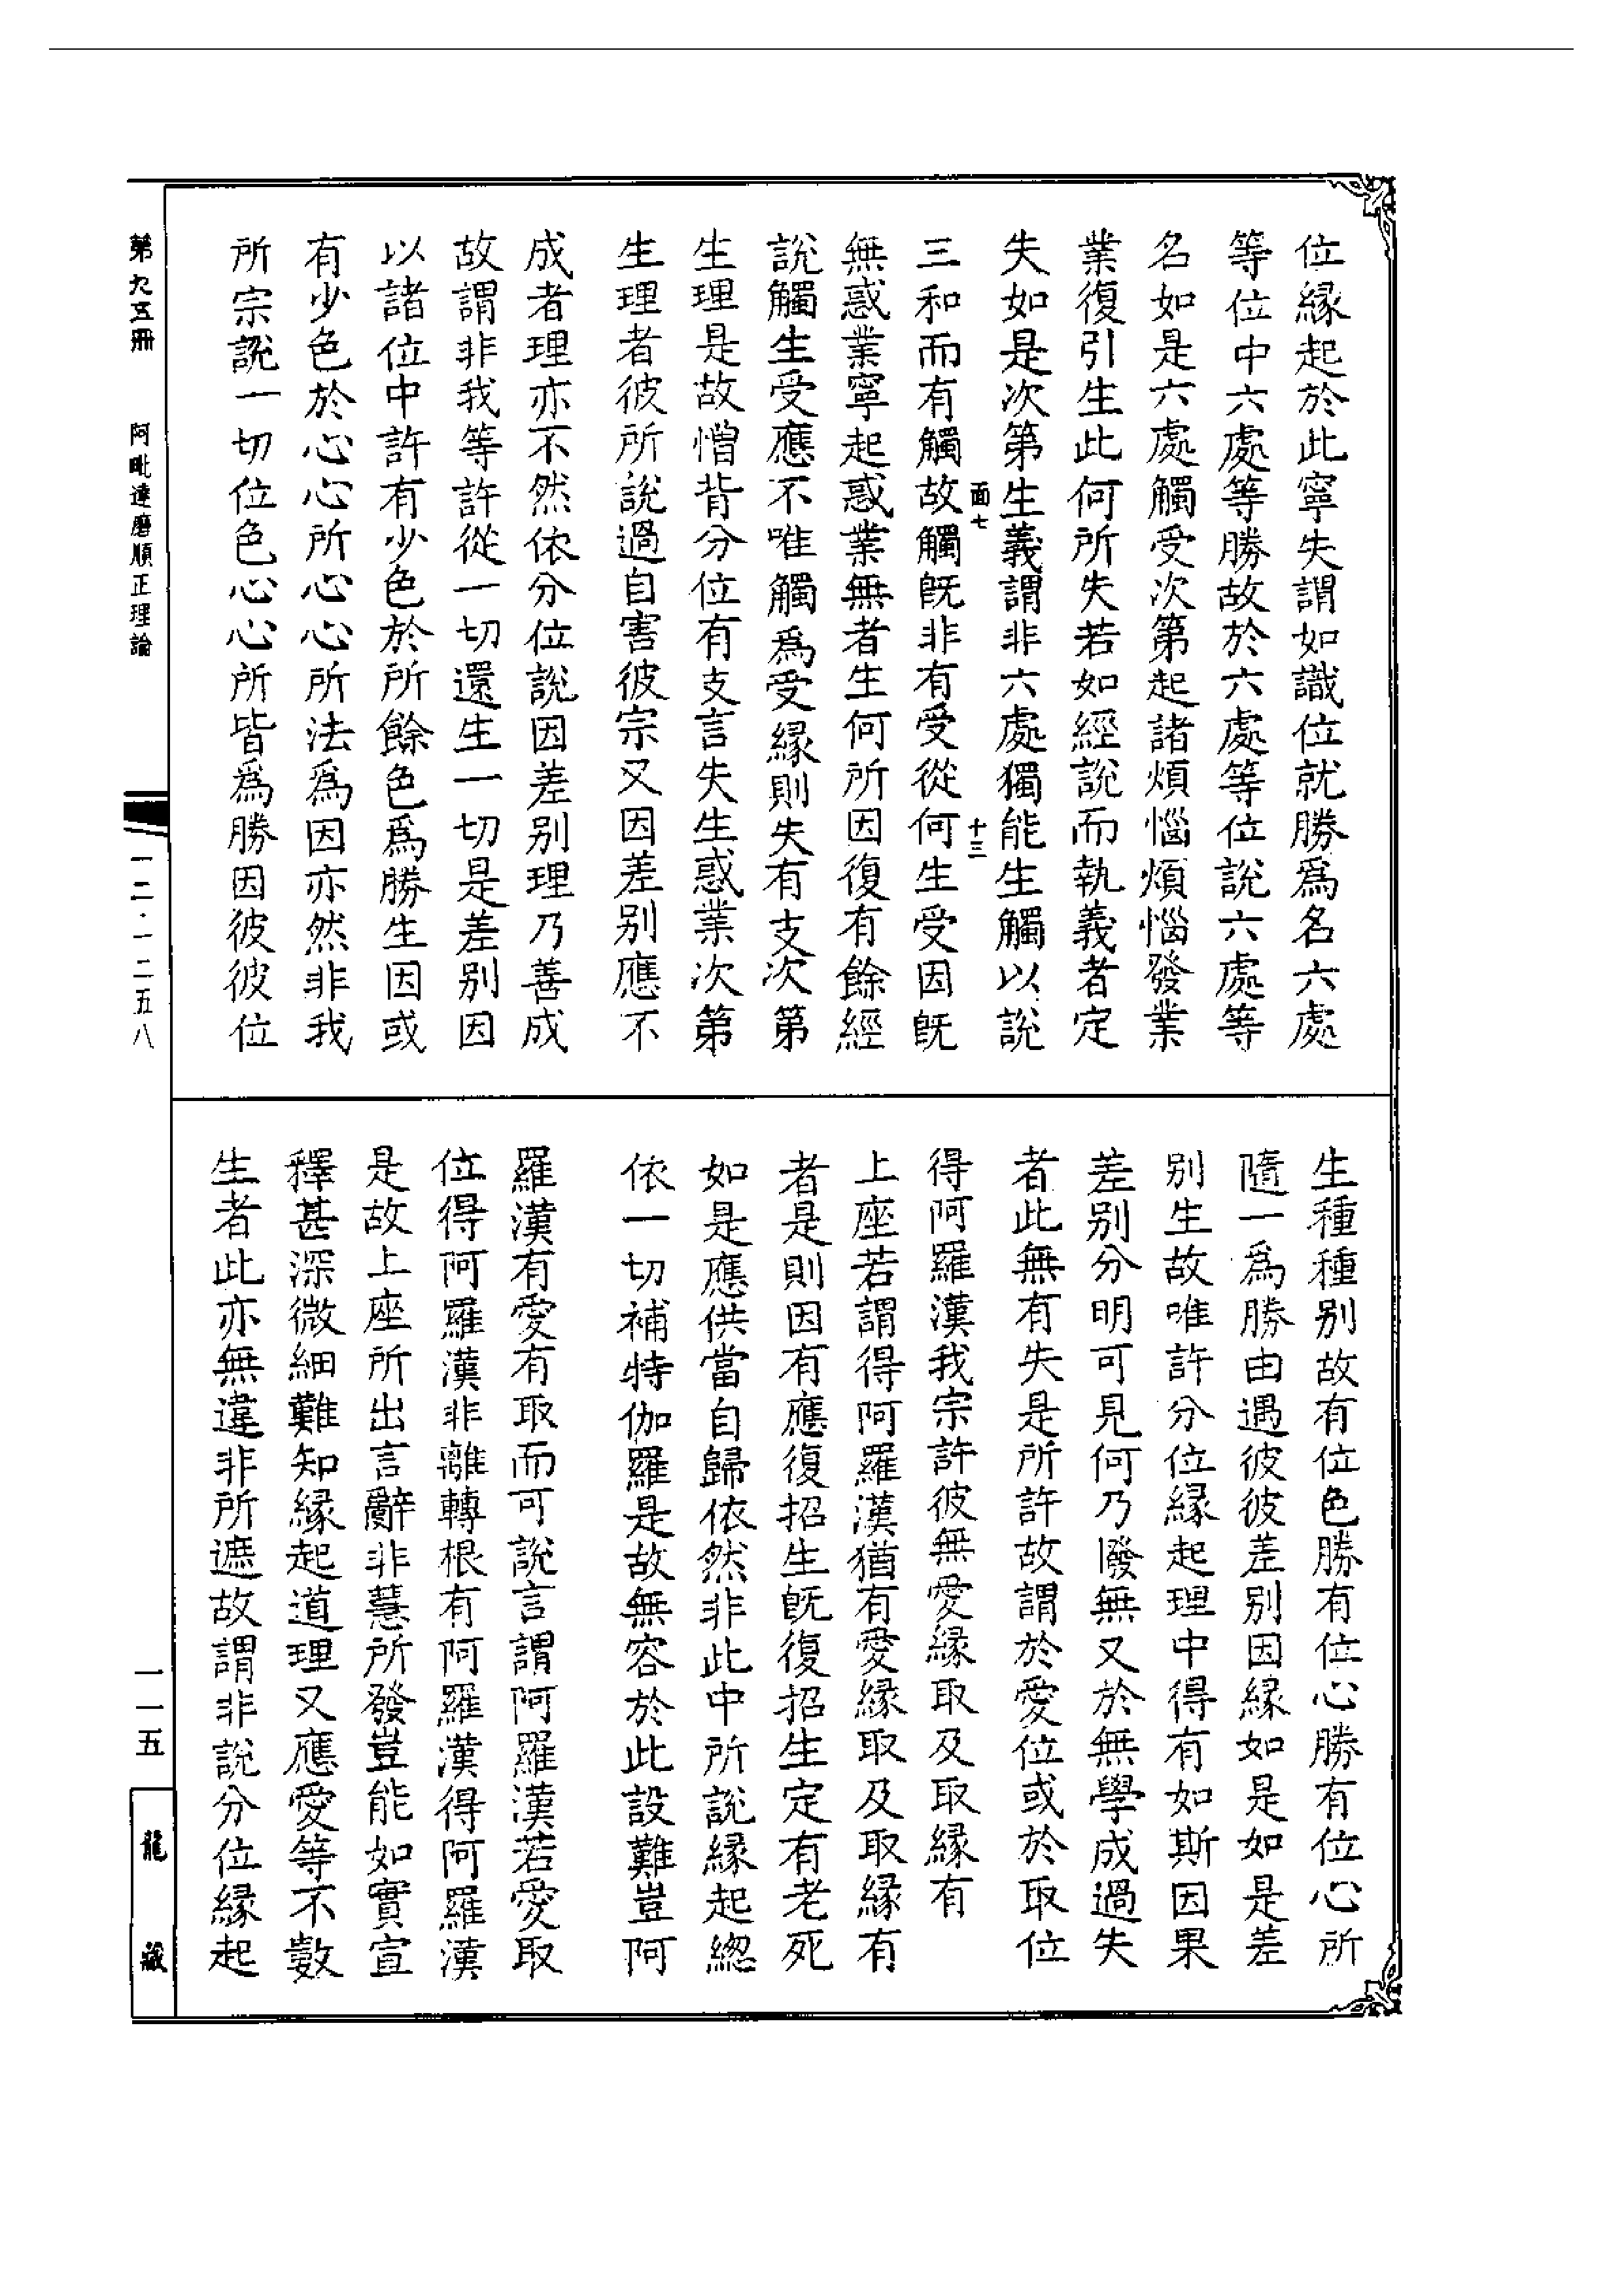 位緣起於此寧失謂如識位就勝爲名六處
等位中六處等勝故於六處等位說六處等
名如是六處觸受次第起諸煩惱煩惱發業
業復引生此何所失若如經說而執義者定
失如是次第生義謂非六處獨能生觸以說
面七
十三
三和而有觸故觸旣非有受從何生受因旣
無惑業寧起惑業無者生何所因復有餘經
說觸生受應不唯觸爲受緣則失有支次第
生理是故憎背分位有支言失生惑業次第
生理者彼所說過自害彼宗又因差别應不
成者理亦不然依分位說因差别理乃善成
故謂非我等許從一切還生一切是差别因
以諸位中許有少色於所餘色爲勝生因或
有少色於心心所心心所法爲因亦然非我
所宗說一切位色心心所皆爲勝因彼彼位
生種種别故有位色勝有位心勝有位心所
隨一爲勝由遇彼彼差别因緣如是如是差
别生故唯許分位緣起理中得有如斯因果
差别分明可見何乃撥無又於無學成過失
者此無有失是所許故謂於愛位或於取位
得阿羅漢我宗許彼無愛緣取及取緣有
上座若謂得阿羅漢猶有愛緣取及取緣有
者是則因有應復招生旣復招生定有老死
如是應供當自歸依然非此中所說緣起總
依一切補特伽羅是故無容於此設難豈阿
羅漢有愛有取而可說言謂阿羅漢若愛取
位得阿羅漢非離轉根有阿羅漢得阿羅漢
是故上座所出言辭非慧所發豈能如實宣
釋甚深微細難知緣起道理又應愛等不數
生者此亦無違非所遮故謂非說分位緣起
第九五冊
阿毗達磨順正理論
一二·一二五八
一一五
龍藏